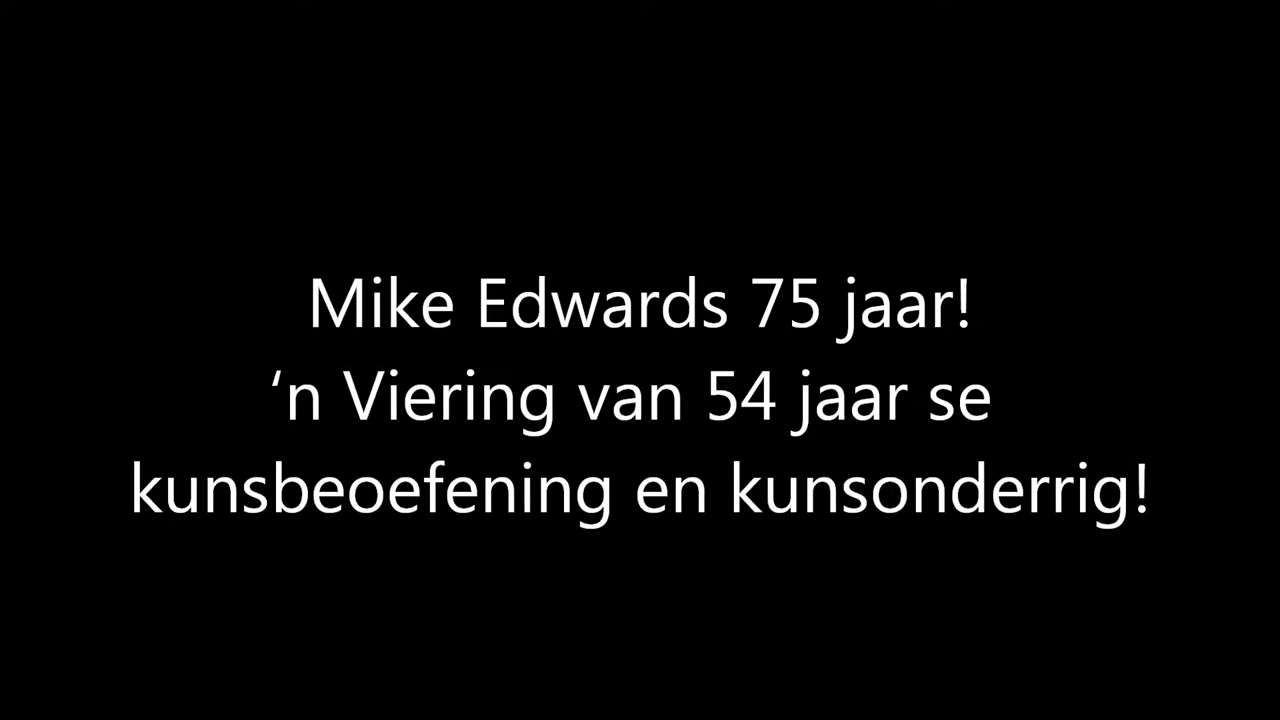 Mike Edwards 75 jaar!
‘n Viering van 54 jaar se
kunsbeoefening en kunsonderrig!